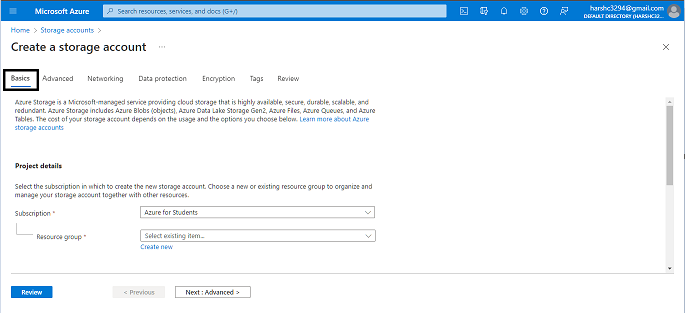 Microsoft Azure
Search resources, services, and docs (G+/)
harshc3294@gmail.com
DEFAULT DIRECTORY (HARSHC32...
Home > Storage accounts >
Create a storage account ...
Basics Advanced Networking Data protection Encryption Tags Review
Azure Storage is a Microsoft-managed service providing cloud storage that is highly available, secure, durable, scalable, and
redundant. Azure Storage includes Azure Blobs (objects), Azure Data Lake Storage Gen2, Azure Files, Azure Queues, and Azure
Tables. The cost of your storage account depends on the usage and the options you choose below. Learn more about Azure
storage accounts
Project details
Select the subscription in which to create the new storage account. Choose a new or existing resource group to organize and
manage your storage account together with other resources.
Subscription *
Azure for Students
Resource group *
Select existing item...
Create new
Review
< Previous
Next : Advanced >